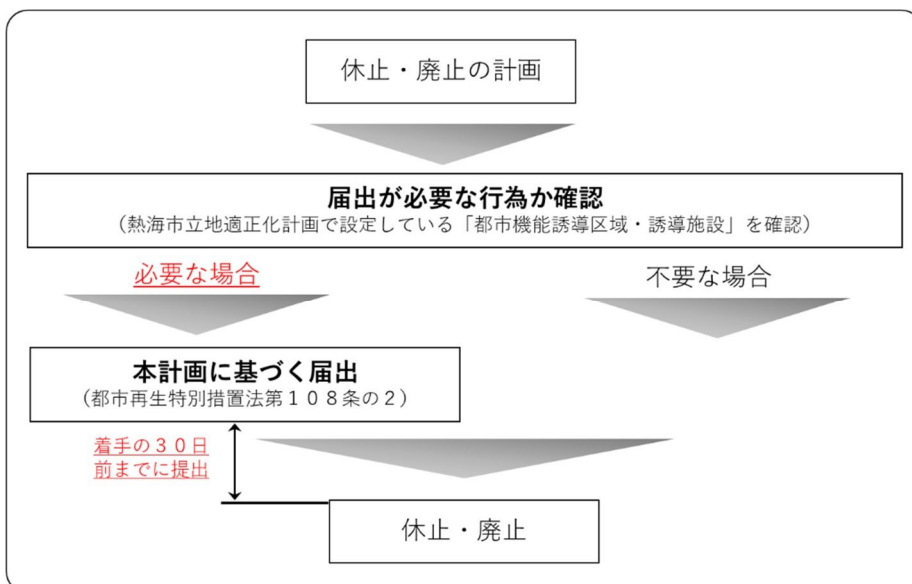 休止・廃止の計画
届出が必要な行為か確認
（熱海市立地適正化計画で設定している「都市機能誘導区域・誘導施設」を確認）
必要な場合
不要な場合
本計画に基づく届出
（都市再生特別措置法第１０８条の２）
着手の３０日
前までに提出
休止・廃止